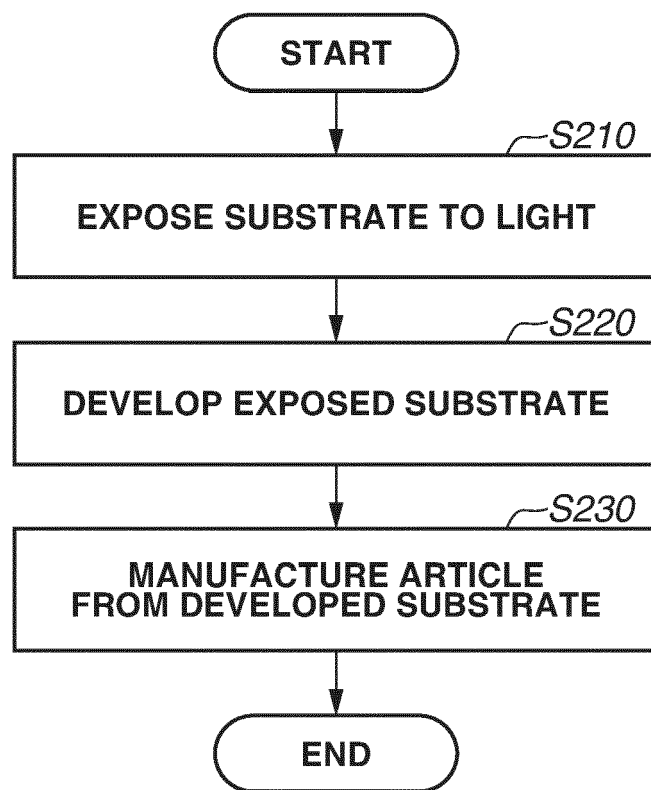 START
S210
EXPOSE SUBSTRATE TO LIGHT
S220
DEVELOP EXPOSED SUBSTRATE
S230
MANUFACTURE ARTICLE
FROM DEVELOPED SUBSTRATE
END